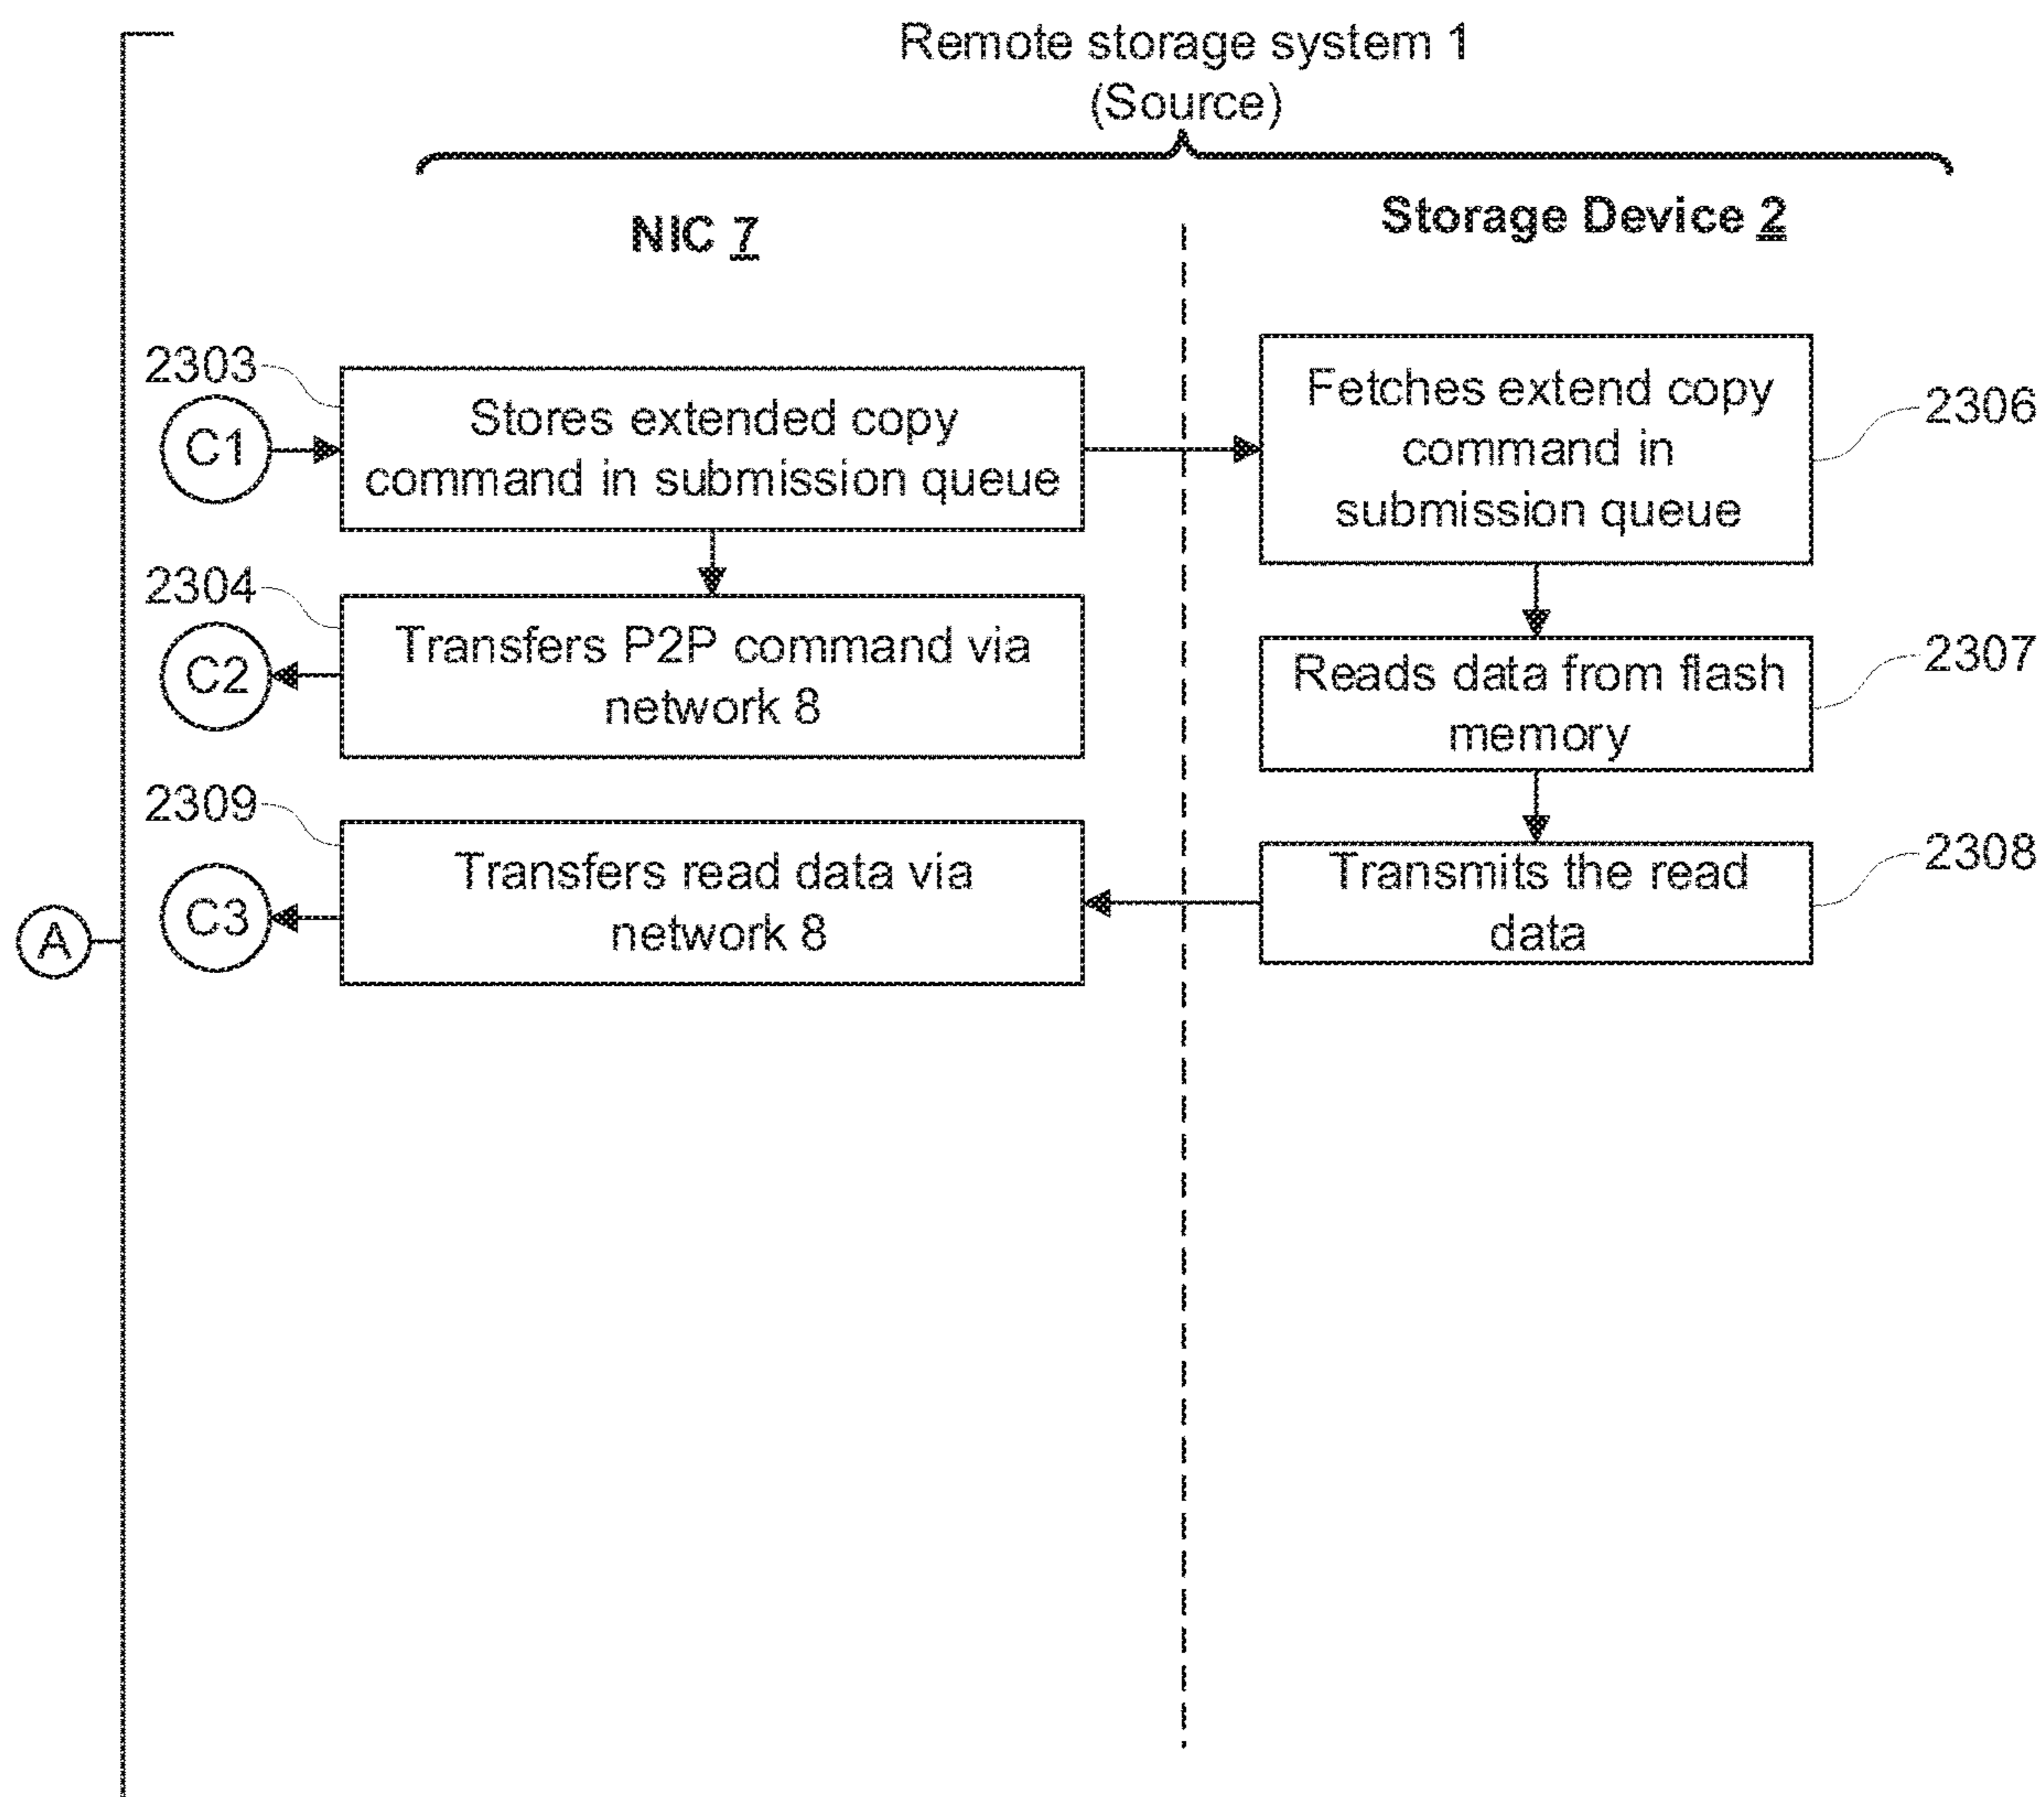 Remote storage system 1
(Source)
NIC 7
Storage Device 2
2303
C1
Stores extended copy
command in submission queue
Fetches extend copy
command in
submission queue
2306
2304
C2
Transfers P2P command via
network 8
Reads data from flash
memory
2307
2309
C3
Transfers read data via
network 8
Transmits the read
data
2308
A